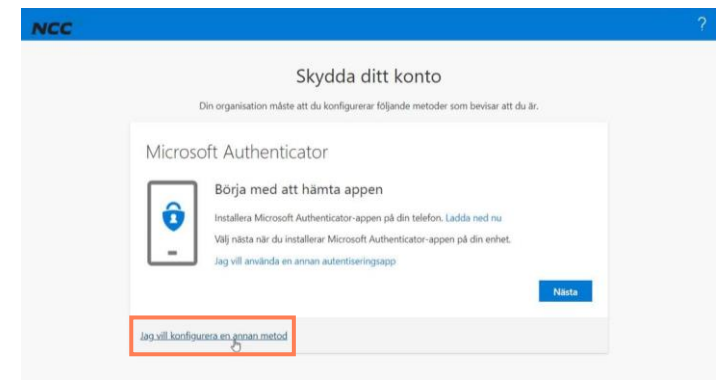 NCC
?
Skydda ditt konto
Din organisation måste att du konfigurerar följande metoder som bevisar att du är.
Microsoft Authenticator
Börja med att hämta appen
Installera Microsoft Authenticator-appen på din telefon. Ladda ned nu
Välj nästa när du installerar Microsoft Authenticator-appen på din enhet.
Jag vill använda en annan autentiseringsapp
Nästa
Jag vill konfigurera en annan metod